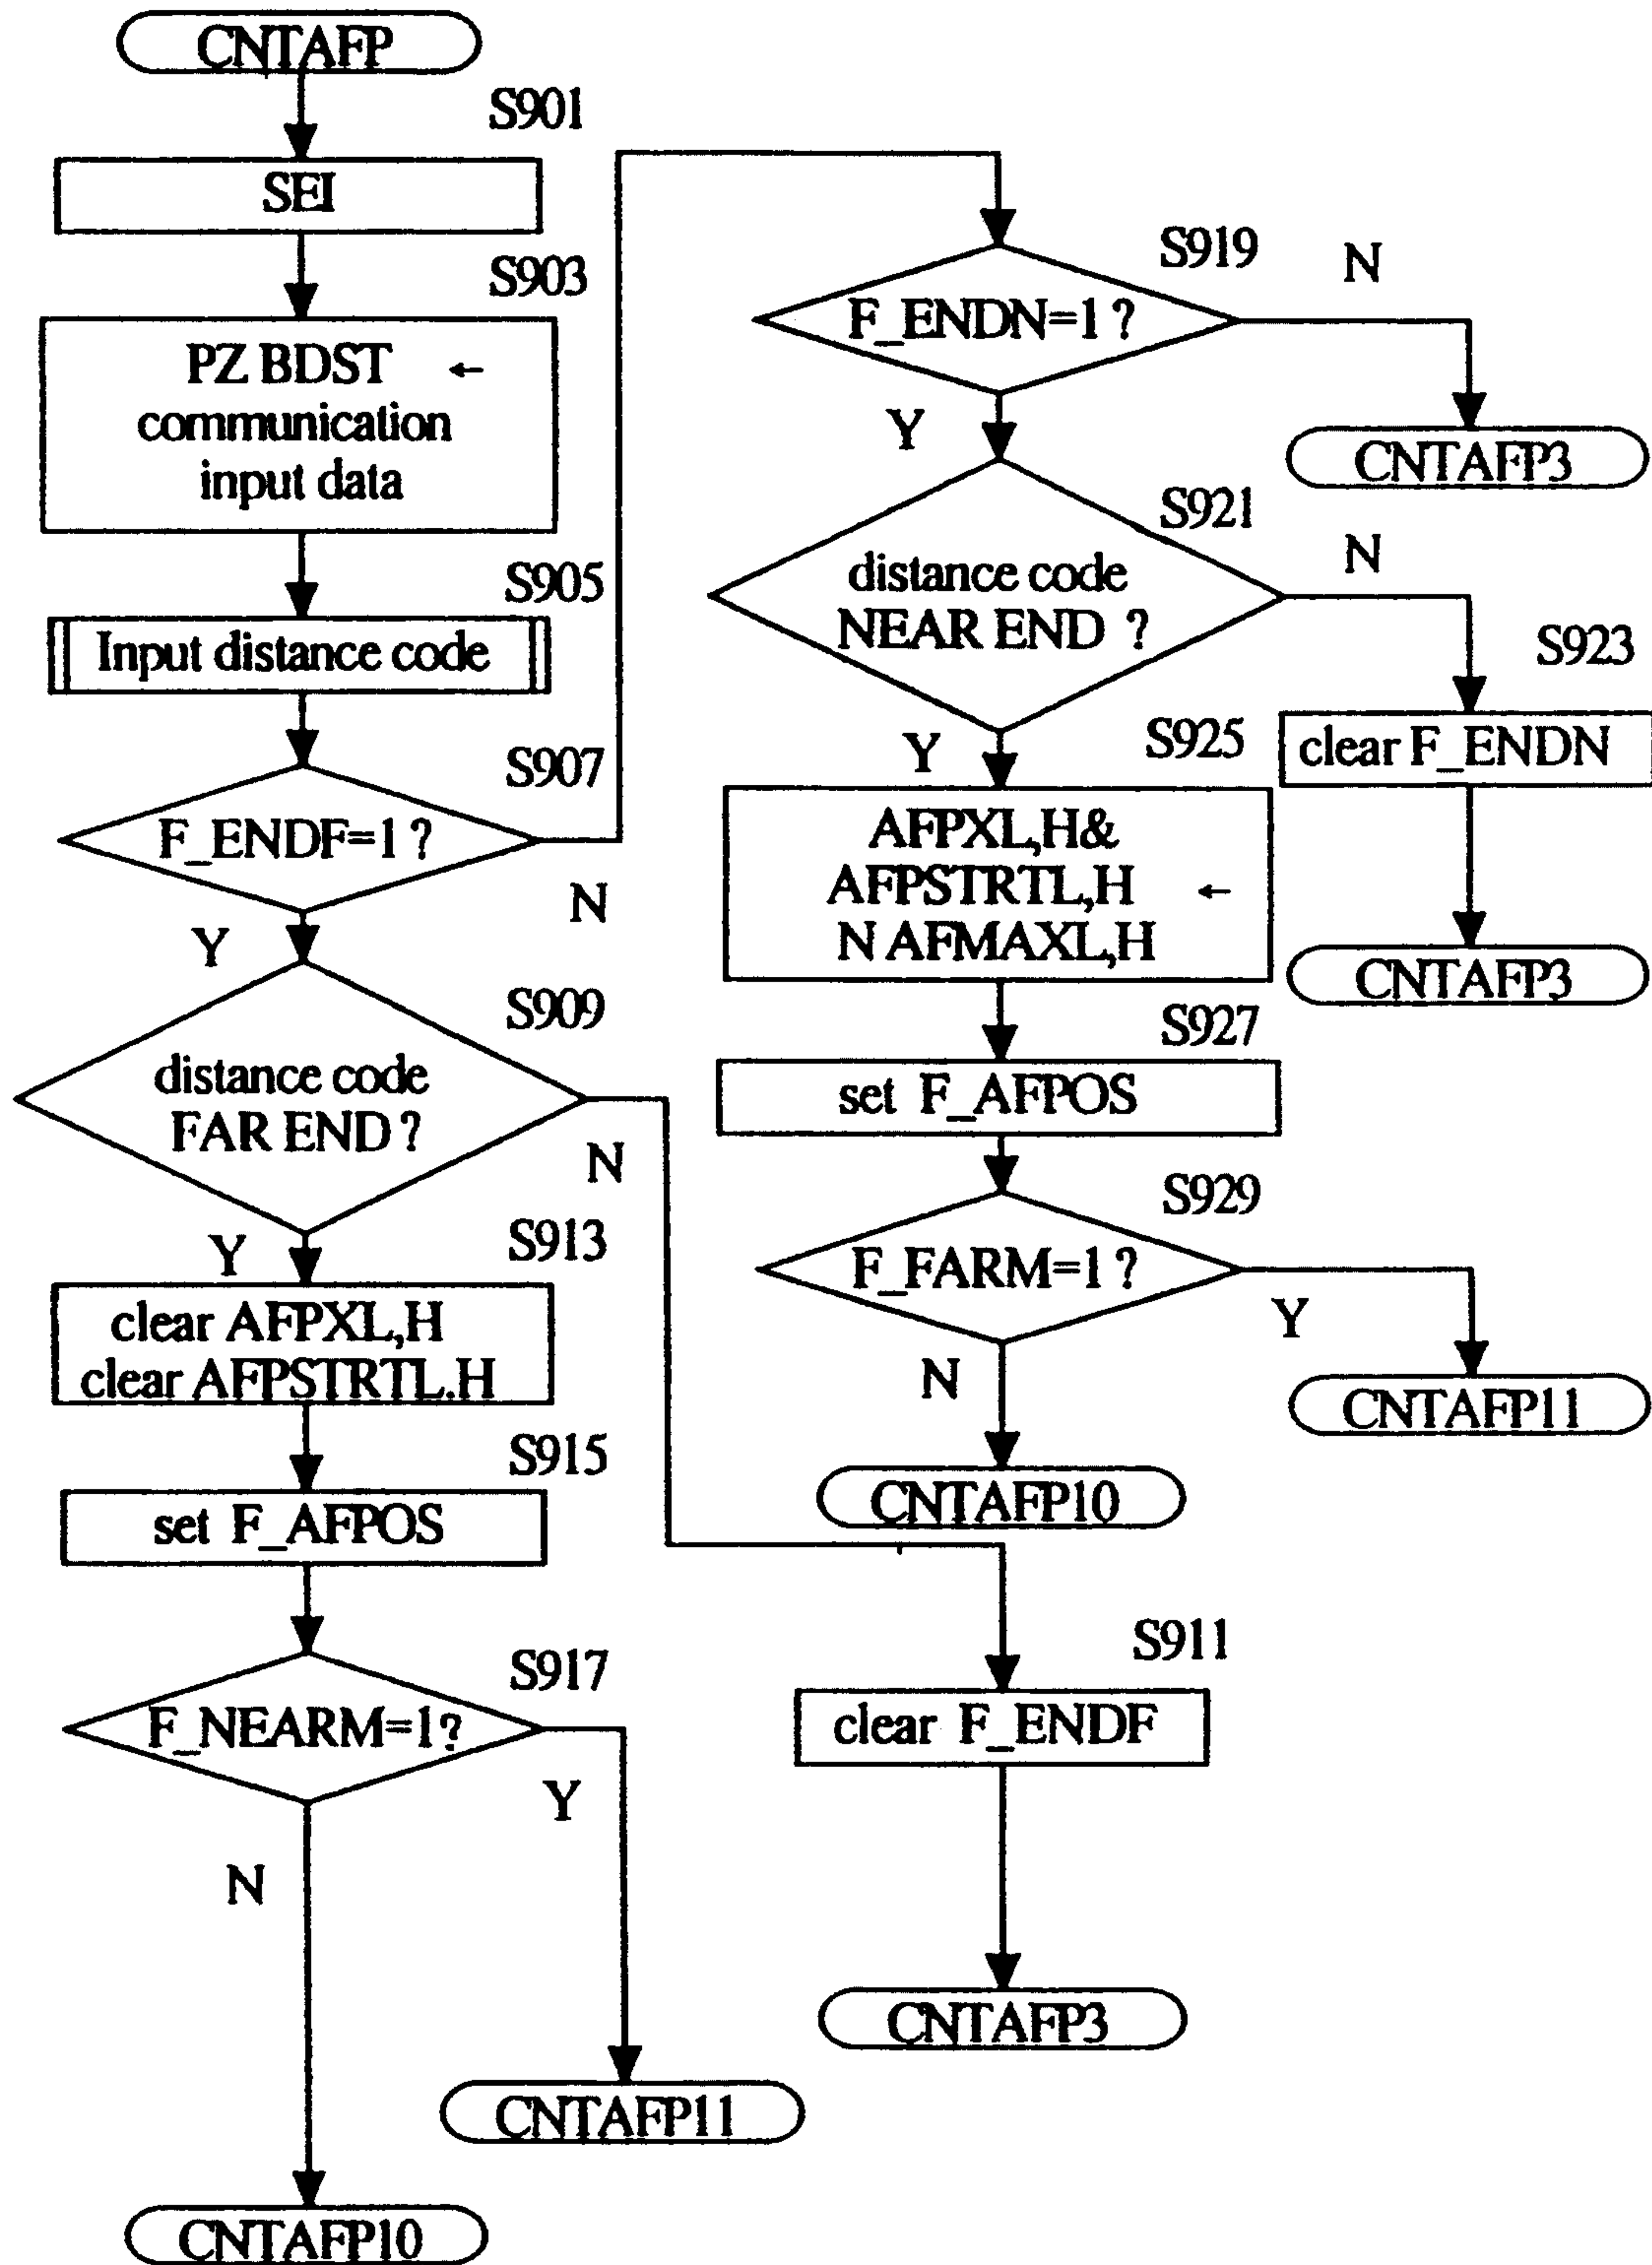 CNTAFP
S901
SEI
S903
PZ BDST ←
communication
input data
S905
Input distance code
S907
F_ENDF=1 ?
N
Y
S909
distance code
FAR END ?
N
Y
S913
clear AFPXL,H
clear AFPSTRTL.H
S915
set F_AFPOS
S917
F_NEARM=1?
Y
N
CNTAFP11
CNTAFP10
S919
N
F_ENDN=1 ?
Y
CNTAFP3
S921
distance code
NEAR END ?
N
S923
clear F_ENDN
CNTAFP3
Y
S925
AFPXL,H&
AFPSTRTL,H ←
N AFMAXL,H
S927
set F_AFPOS
S929
F_FARM=1 ?
Y
N
CNTAFP11
CNTAFP10
S911
clear F_ENDF
CNTAFP3